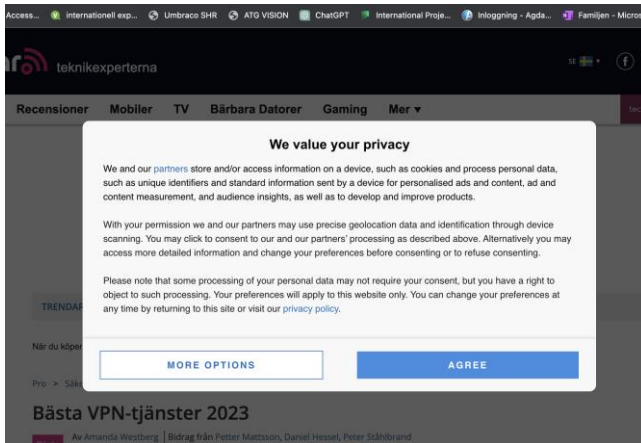 Access... internationell exp... Umbraco SHR ATG VISION ChatGPT International Proje... Inloggning - Agda... Familjen - Micros
teknikexperterna
SE
Recensioner Mobiler TV Bärbara Datorer Gaming Mer
We value your privacy
We and our partners store and/or access information on a device, such as cookies and process personal data,
such as unique identifiers and standard information sent by a device for personalised ads and content, ad and
content measurement, and audience insights, as well as to develop and improve products.
With your permission we and our partners may use precise geolocation data and identification through device
scanning. You may click to consent to our and our partners' processing as described above. Alternatively you may
access more detailed information and change your preferences before consenting or to refuse consenting.
Please note that some processing of your personal data may not require your consent, but you have a right to
object to such processing. Your preferences will apply to this website only. You can change your preferences at
any time by returning to this site or visit our privacy policy.
TRENDAR
När du köper
MORE OPTIONS AGREE
Pro > Säke
Bästa VPN-tjänster 2023
Av Amanda Westberg | Bidrag från Petter Mattsson, Daniel Hessel, Peter Ståhlbrand